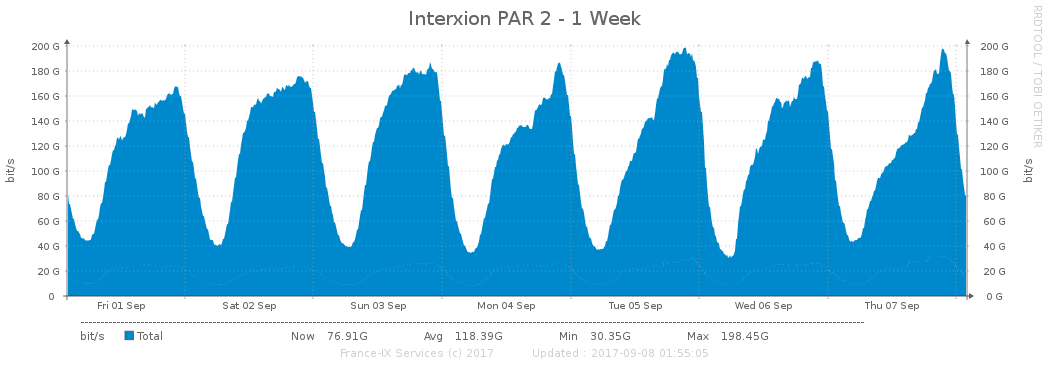 Interxion PAR 2 - 1 Week
RRDTOOL / TOBI OETIKER
200 G 200 G
180 G 180 G
160 G 160 G
140 G 140 G
120 G 120 G
100 G 100 G
80 G 80 G
60 G 60 G
40 G 40 G
20 G 20 G
0 0 G
bit/s
bit/s
Fri 01 Sep Sat 02 Sep Sun 03 Sep Mon 04 Sep Tue 05 Sep Wed 06 Sep Thu 07 Sep
bit/s Total Now 76.91G Avg 118.39G Min 30.35G Max 198.45G
France-IX Services (c) 2017 Updated : 2017-09-08 01:55:05